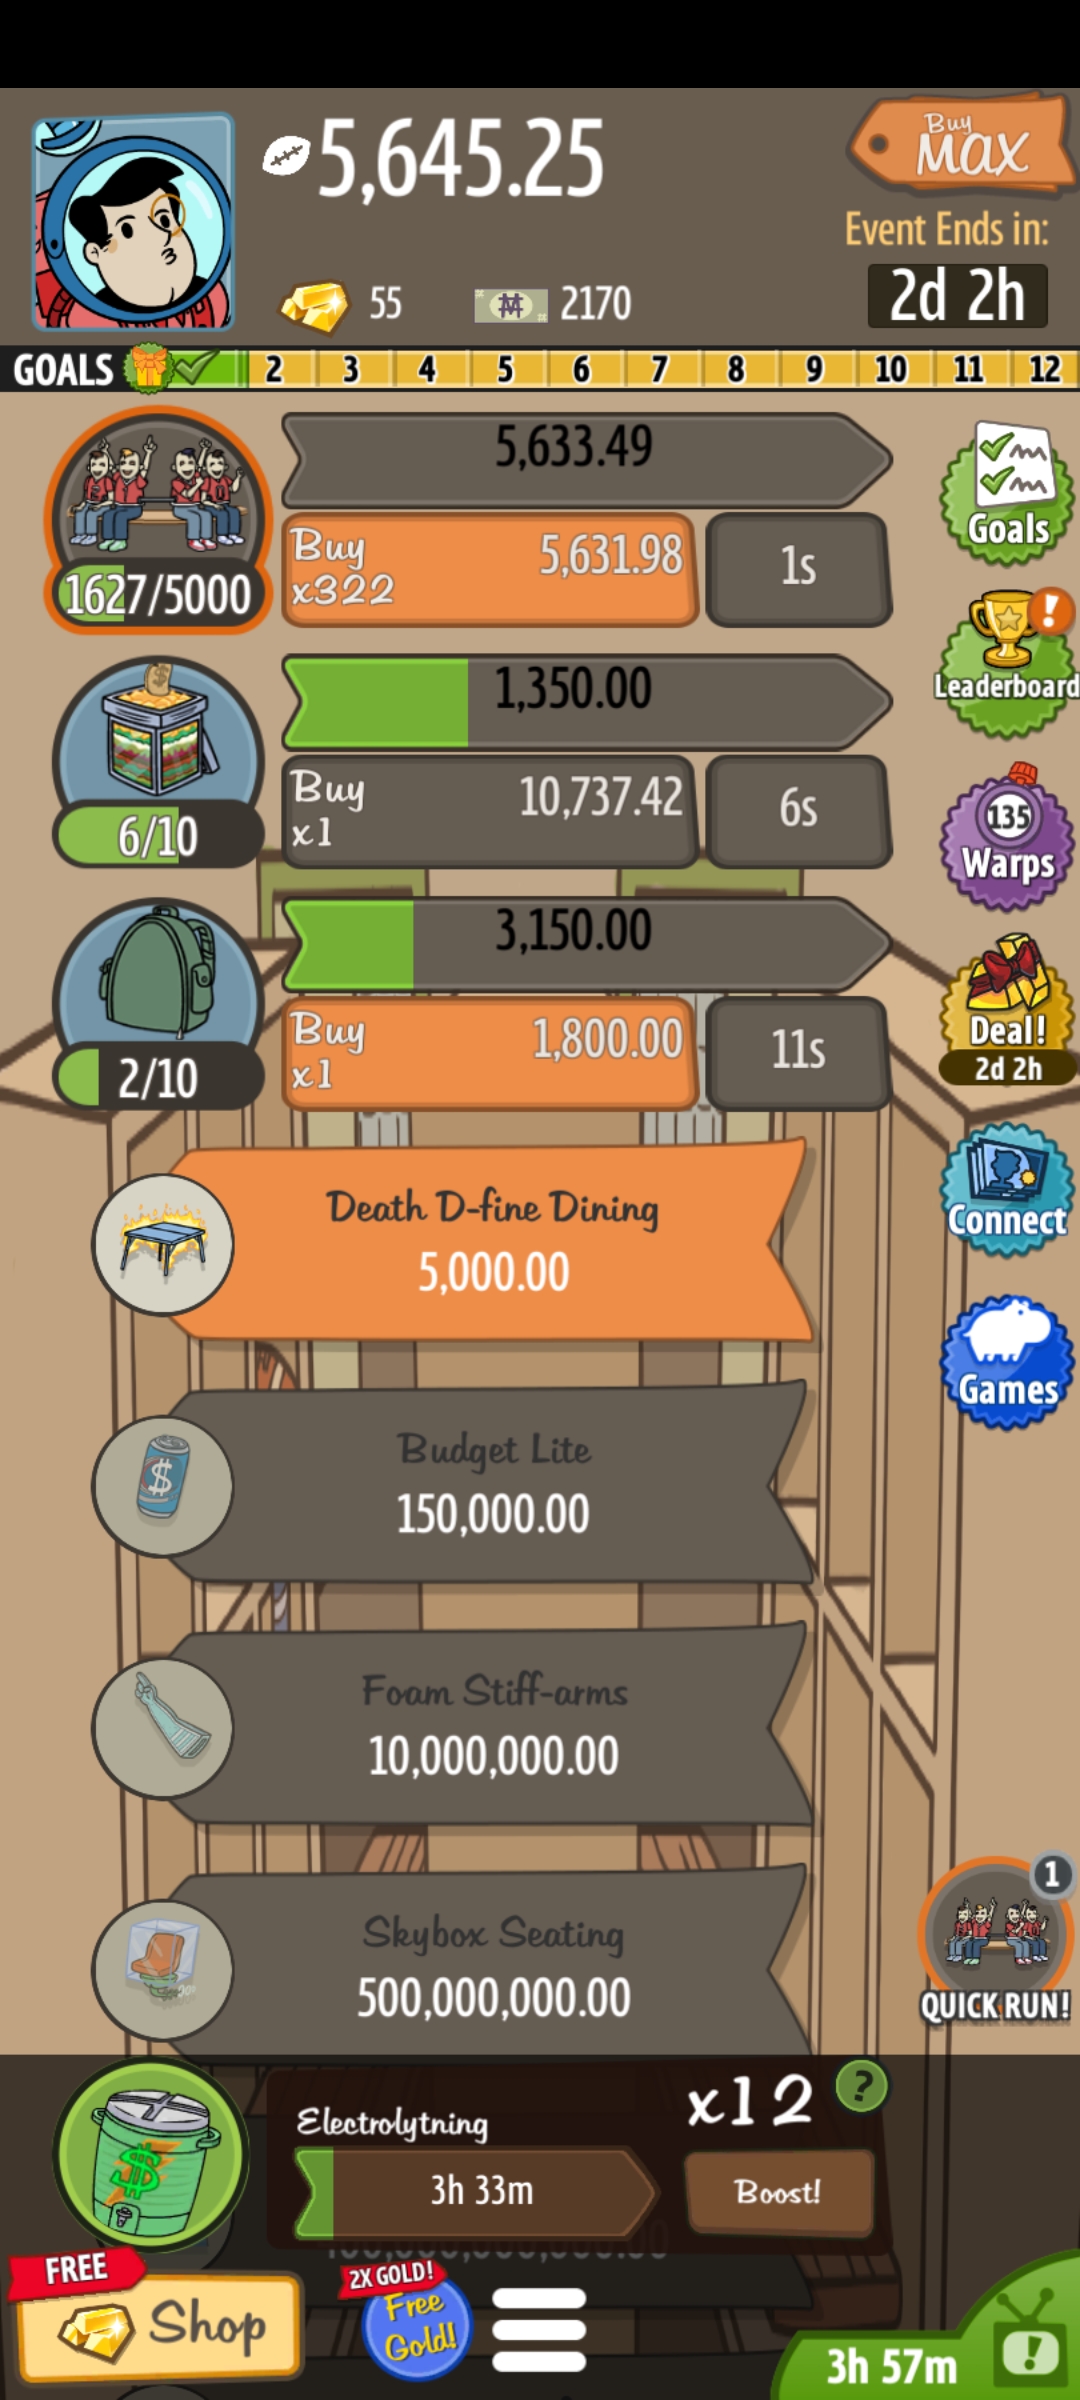 5,645.25
Buy
MAX
Event Ends in:
55
2170
2d 2h
GOALS 2 3 4 5 6 7 8 9 10 11 12
5,633.49
Buy
x322
5,631.98
1s
1627/5000
Goals
1,350.00
Buy
x1
10,737.42
6s
6/10
Leaderboard
135
Warps
3,150.00
Buy
x1
1,800.00
11s
2/10
Deal!
2d 2h
Death D-fine Dining
5,000.00
Connect
Budget Lite
150,000.00
Games
Foam Stiff-arms
10,000,000.00
Skybox Seating
500,000,000.00
1
QUICK RUN!
Electrolytning
x12
?
3h 33m
Boost!
FREE
Shop
2X GOLD!
Free
Gold!
3h 57m